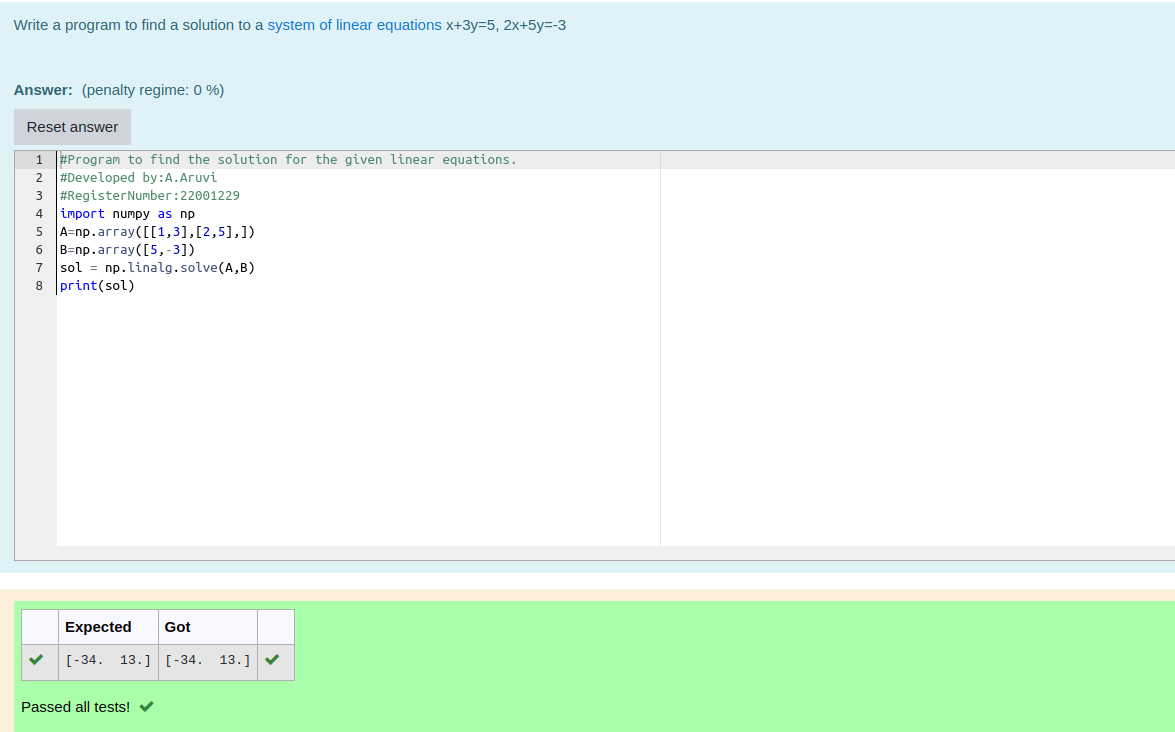 Write a program to find a solution to a system of linear equations x+3y=5, 2x+5y=-3
Answer: (penalty regime: 0 %)
Reset answer
1 #Program to find the solution for the given linear equations.
2 #Developed by:A.Aruvi
3 #RegisterNumber:22001229
4 import numpy as np
5 A=np.array([[1,3],[2,5],])
6 B=np.array([5,-3])
7 sol = np.linalg.solve(A,B)
8 print(sol)
Expected Got
[-34.  13.] [-34.  13.]
Passed all tests!